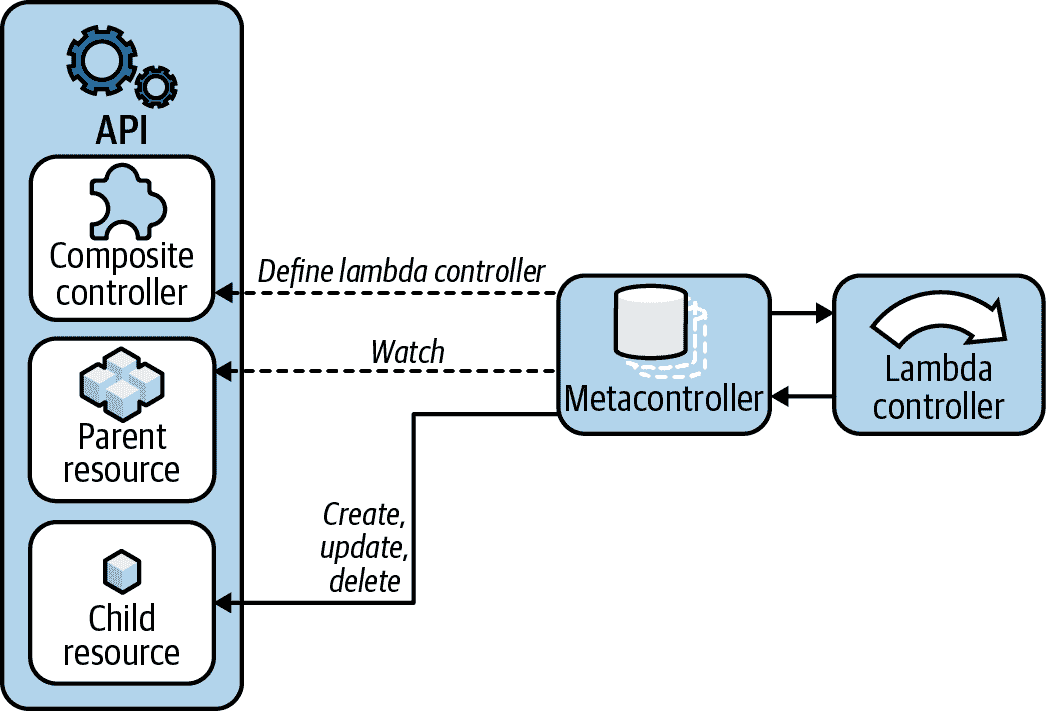 API
Composite
controller
Define lambda controller
Parent
resource
Watch
Child
resource
Create,
update,
delete
Metacontroller
Lambda
controller